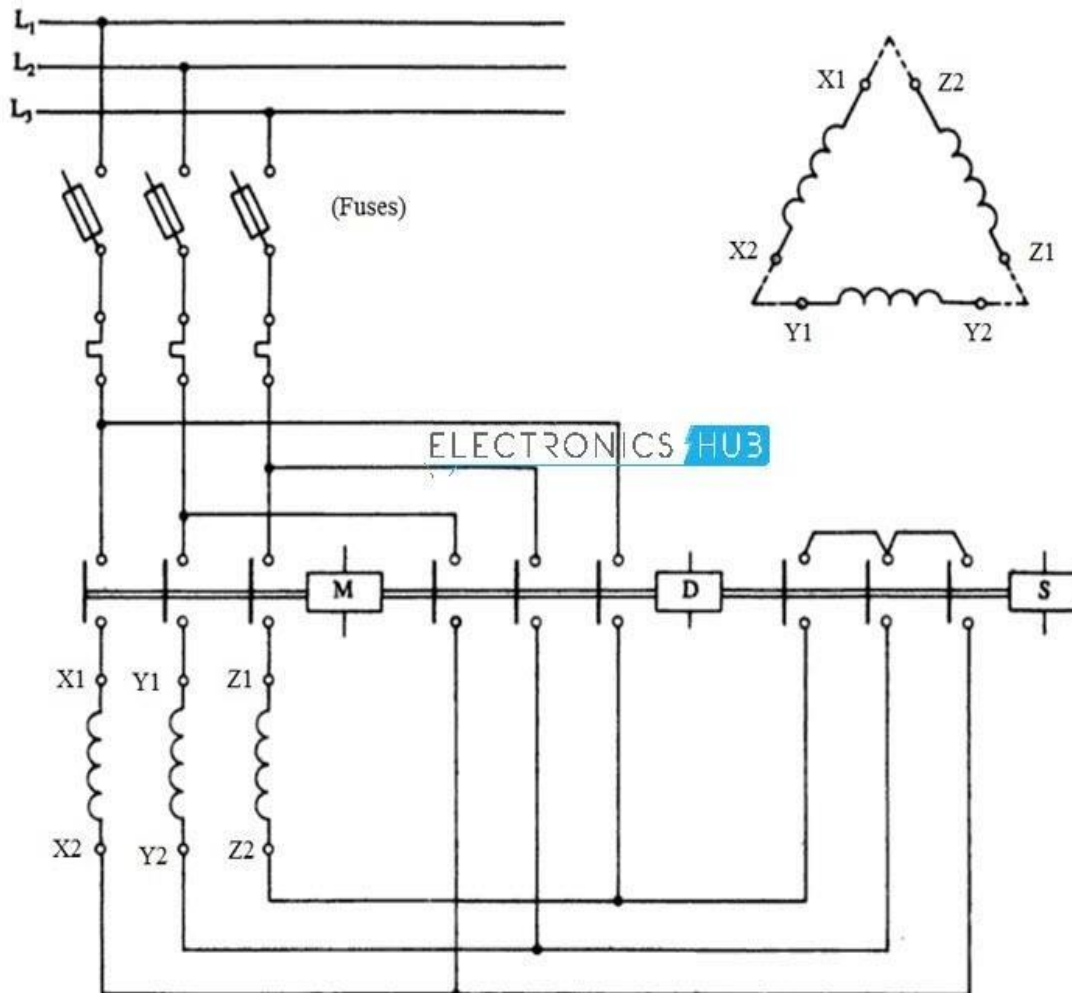 L₁
L₂
L₃
(Fuses)
X1
Z2
X2
Z1
Y1
Y2
ELECTRONICS HUB
M
D
S
X1
Y1
Z1
X2
Y2
Z2